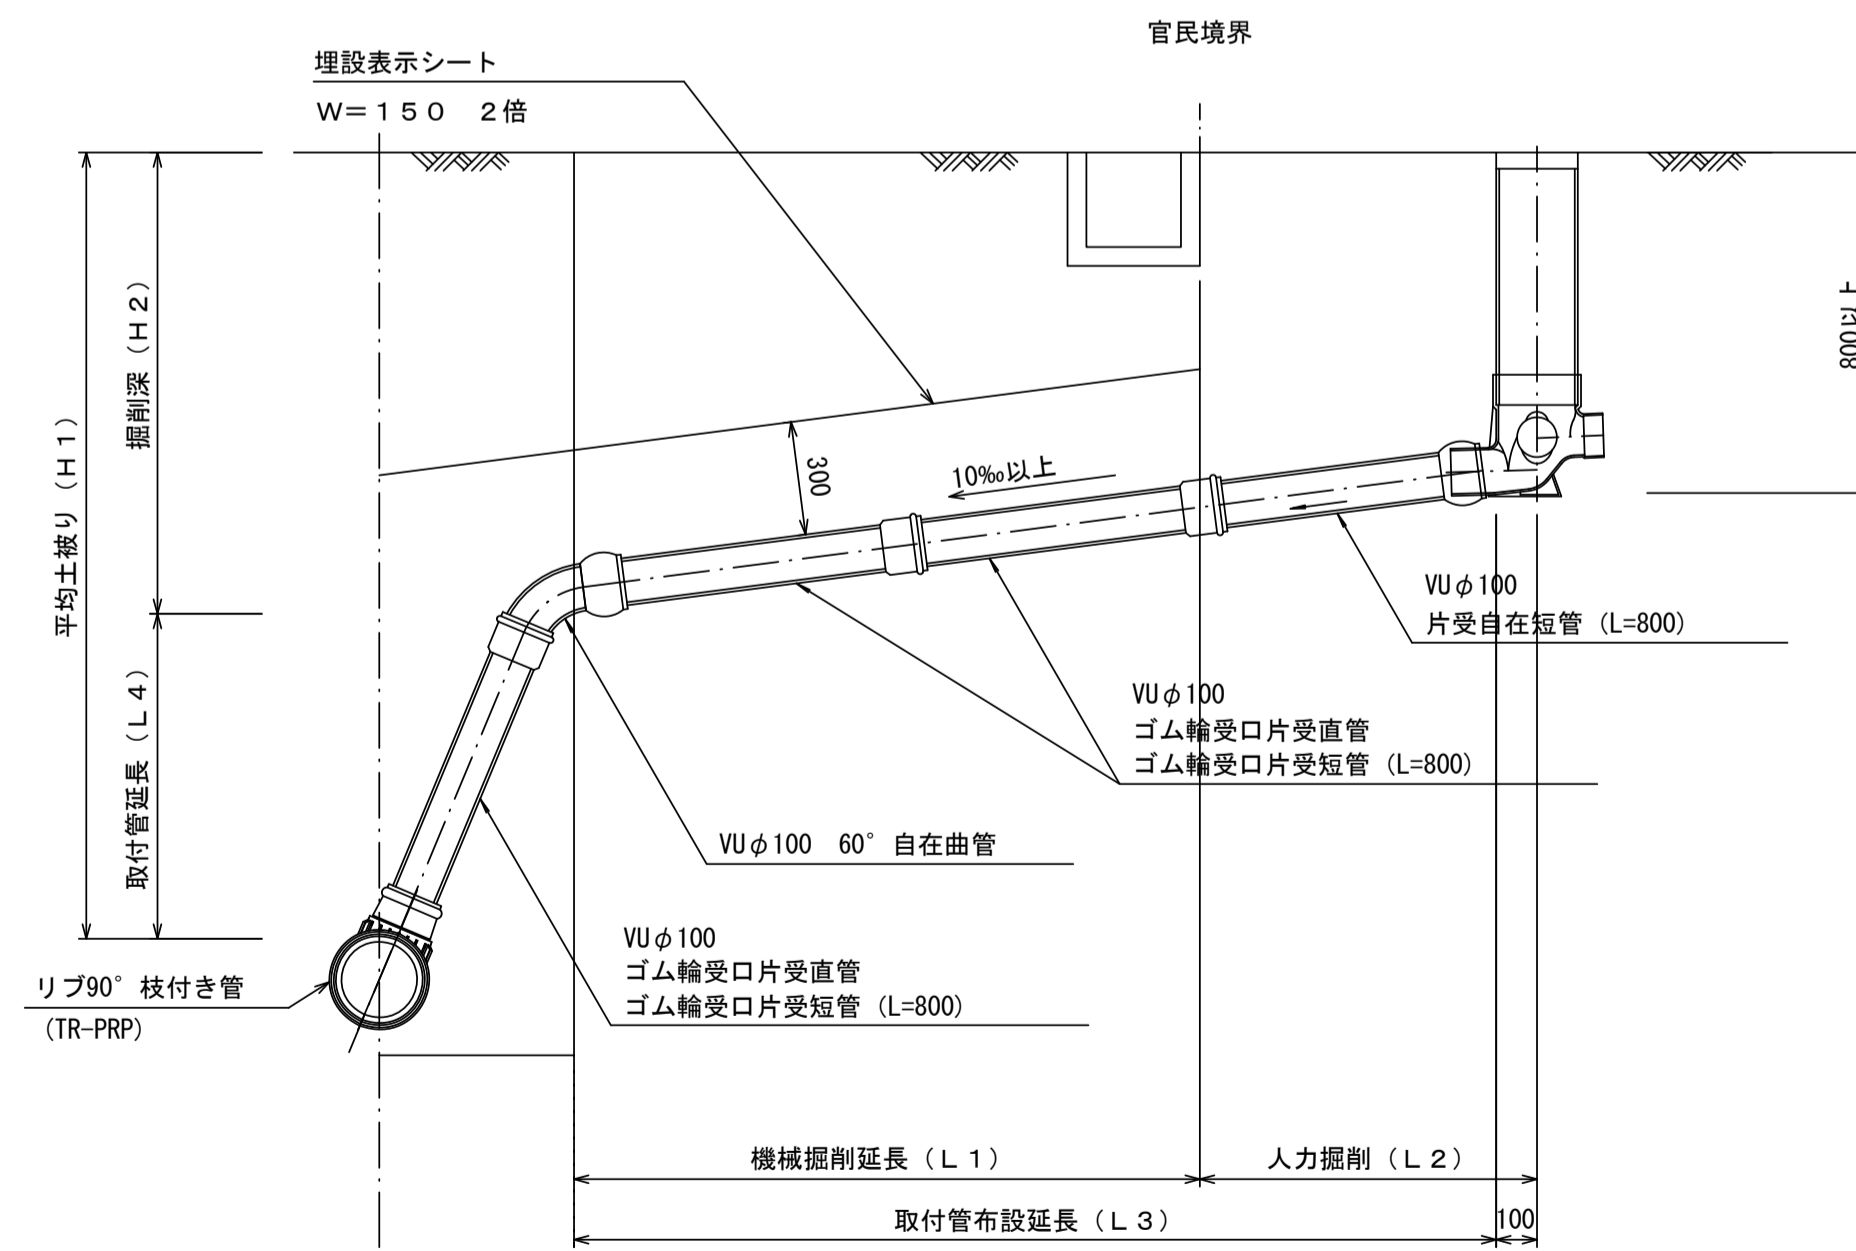 官民境界
埋設表示シート
W=150 2倍
平均土被り(H1)
掘削深(H2)
取付管延長(L4)
800以上
300
10‰以上
VUφ100
片受自在短管(L=800)
VUφ100
ゴム輪受口片受直管
ゴム輪受口片受短管(L=800)
VUφ100 60°自在曲管
VUφ100
ゴム輪受口片受直管
ゴム輪受口片受短管(L=800)
リブ90°枝付き管
(TR-PRP)
機械掘削延長(L1)
人力掘削(L2)
取付管布設延長(L3)
100